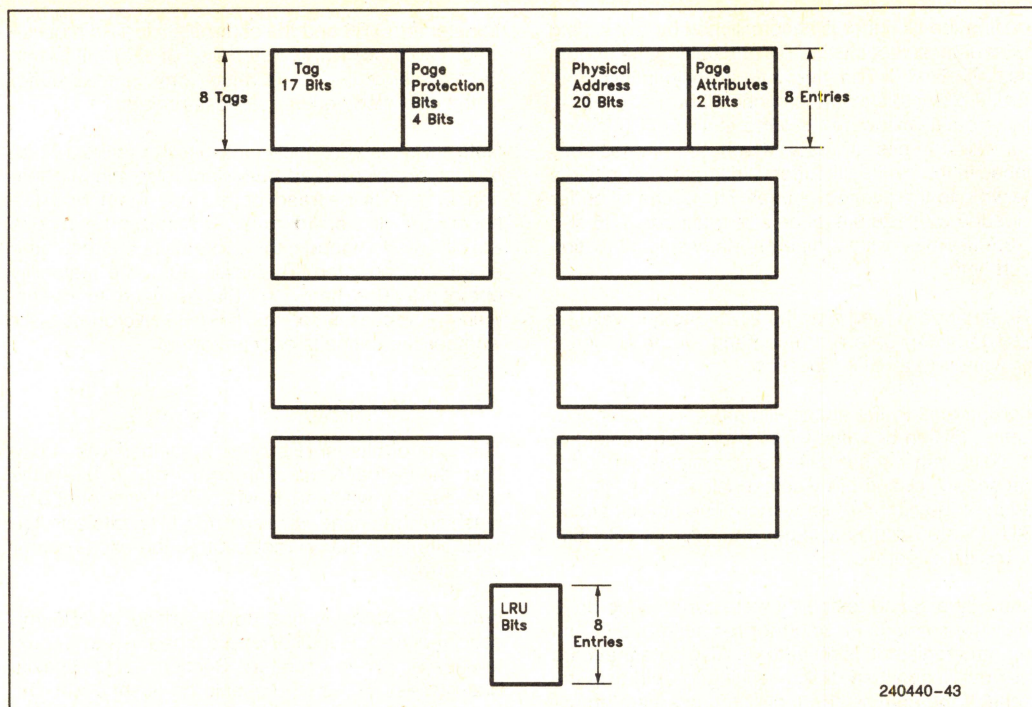 8 Tags
Tag
17 Bits
Page
Protection
Bits
4 Bits
Physical
Address
20 Bits
Page
Attributes
2 Bits
8 Entries
LRU
Bits
8
Entries
240440-43